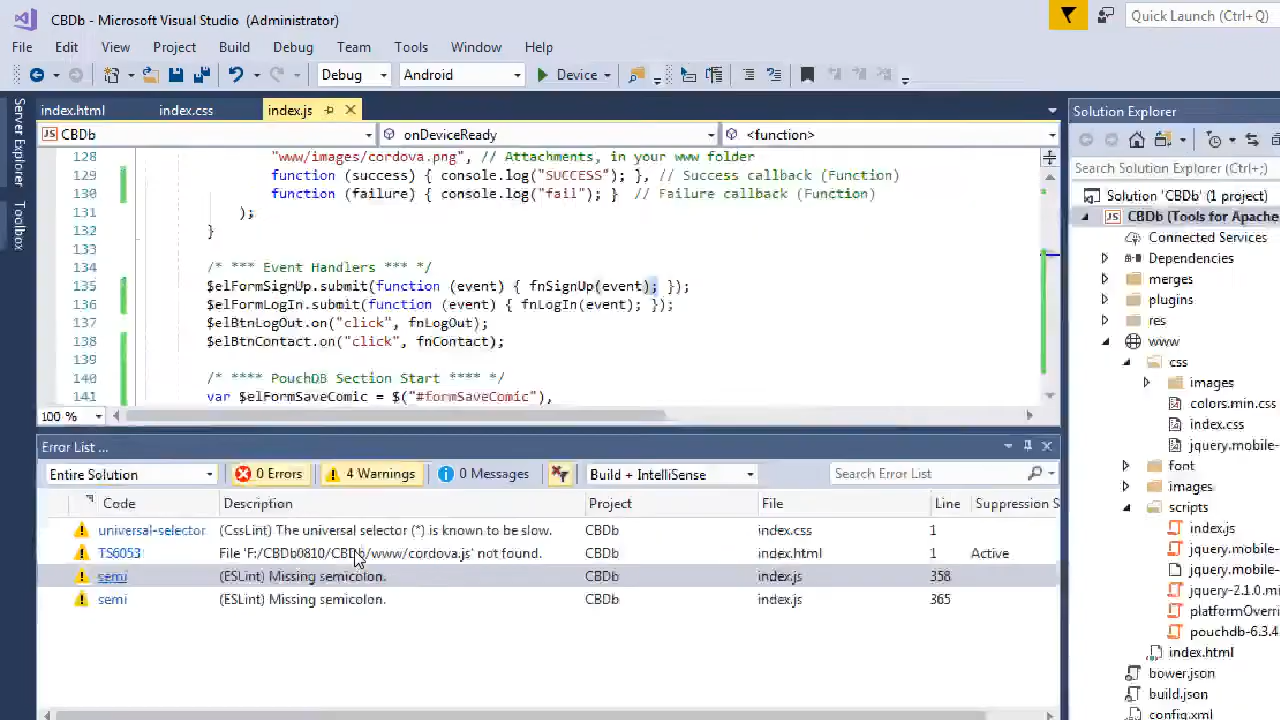 CBDb - Microsoft Visual Studio (Administrator)
Quick Launch (Ctrl+Q)
File Edit View Project Build Debug Team Tools Window Help
Debug Android Device
Server Explorer
Toolbox
index.html index.css index.js
CBDb onDeviceReady <function>
128 "www/images/cordova.png", // Attachments, in your www folder
129 function (success) { console.log("SUCCESS"); }, // Success callback (Function)
130 function (failure) { console.log("fail"); } // Failure callback (Function)
131 );
132 }
133
134 /* *** Event Handlers *** */
135 $elFormSignUp.submit(function (event) { fnSignUp(event); });
136 $elFormLogIn.submit(function (event) { fnLogIn(event); });
137 $elBtnLogOut.on("click", fnLogOut);
138 $elBtnContact.on("click", fnContact);
139
140 /* **** PouchDB Section Start **** */
141 var $elFormSaveComic = $("#formSaveComic"),
100 %
Error List ...
Entire Solution 0 Errors 4 Warnings 0 Messages Build + IntelliSense Search Error List
Code Description Project File Line Suppression S
universal-selector (CssLint) The universal selector (*) is known to be slow. CBDb index.css 1
TS6053 File 'F:/CBDb0810/CBDb/www/cordova.js' not found. CBDb index.html 1 Active
semi (ESLint) Missing semicolon. CBDb index.js 358
semi (ESLint) Missing semicolon. CBDb index.js 365
Solution Explorer
Search Solution Explorer (Ctrl+;)
Solution 'CBDb' (1 project)
CBDb (Tools for Apache
Connected Services
Dependencies
merges
plugins
res
www
css
images
colors.min.css
index.css
jquery.mobile-
font
images
scripts
index.js
jquery.mobile-
jquery.mobile-
jquery-2.1.0.mi
platformOverri
pouchdb-6.3.4
index.html
bower.json
build.json
config.xml